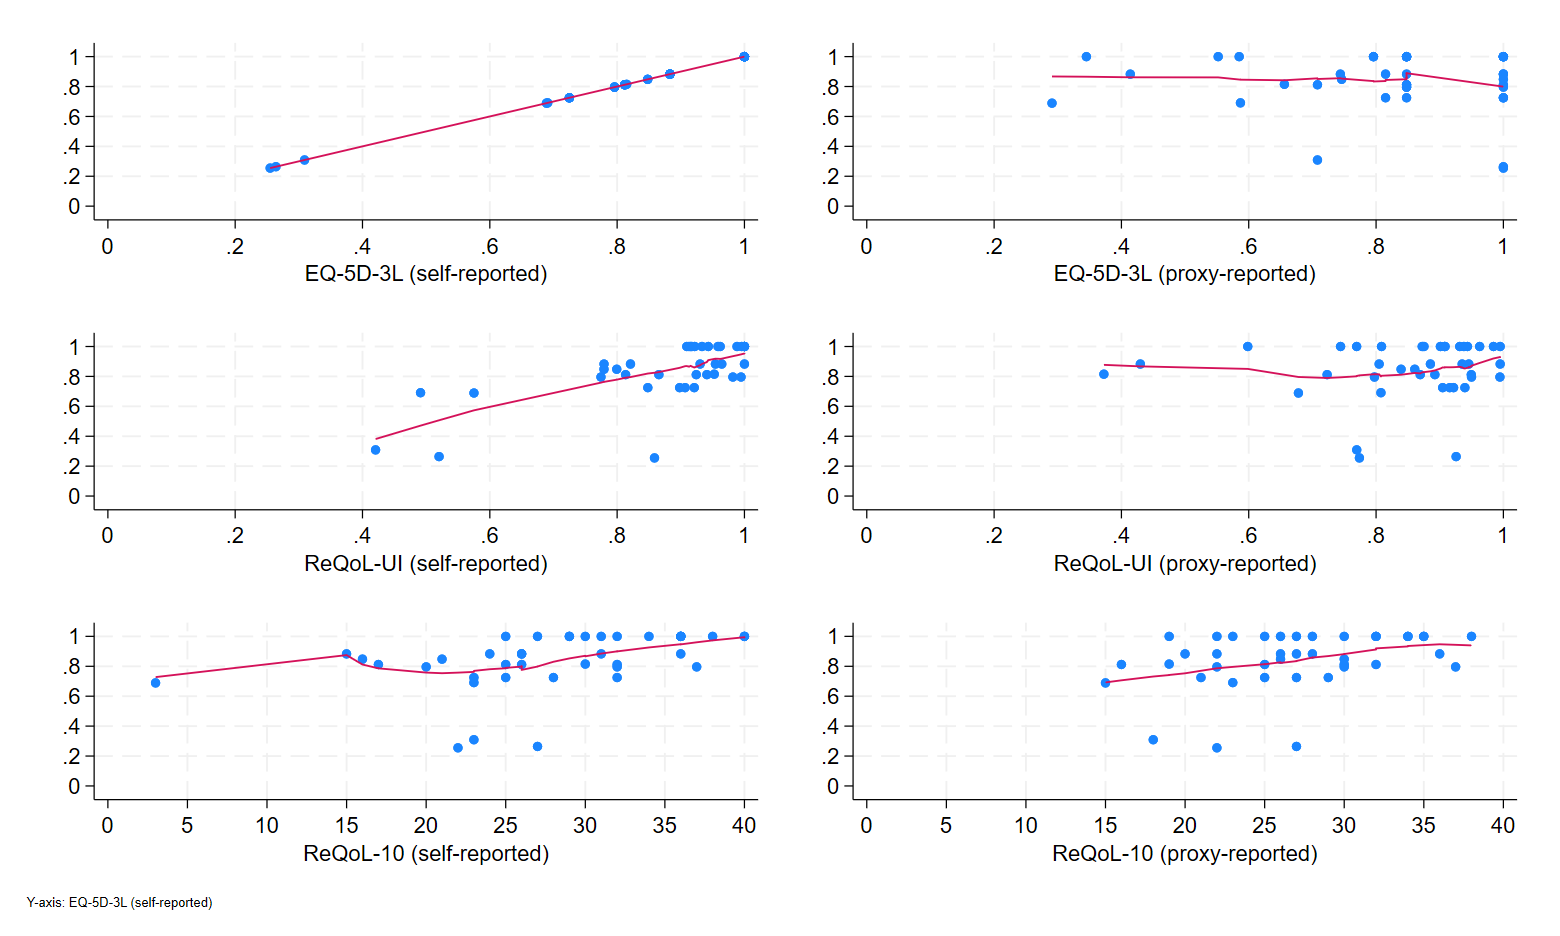 1
.8
.6
.4
.2
0
0 .2 .4 .6 .8 1
EQ-5D-3L (self-reported)
1
.8
.6
.4
.2
0
0 .2 .4 .6 .8 1
EQ-5D-3L (proxy-reported)
1
.8
.6
.4
.2
0
0 .2 .4 .6 .8 1
ReQoL-UI (self-reported)
1
.8
.6
.4
.2
0
0 .2 .4 .6 .8 1
ReQoL-UI (proxy-reported)
1
.8
.6
.4
.2
0
0 5 10 15 20 25 30 35 40
ReQoL-10 (self-reported)
1
.8
.6
.4
.2
0
0 5 10 15 20 25 30 35 40
ReQoL-10 (proxy-reported)
Y-axis: EQ-5D-3L (self-reported)